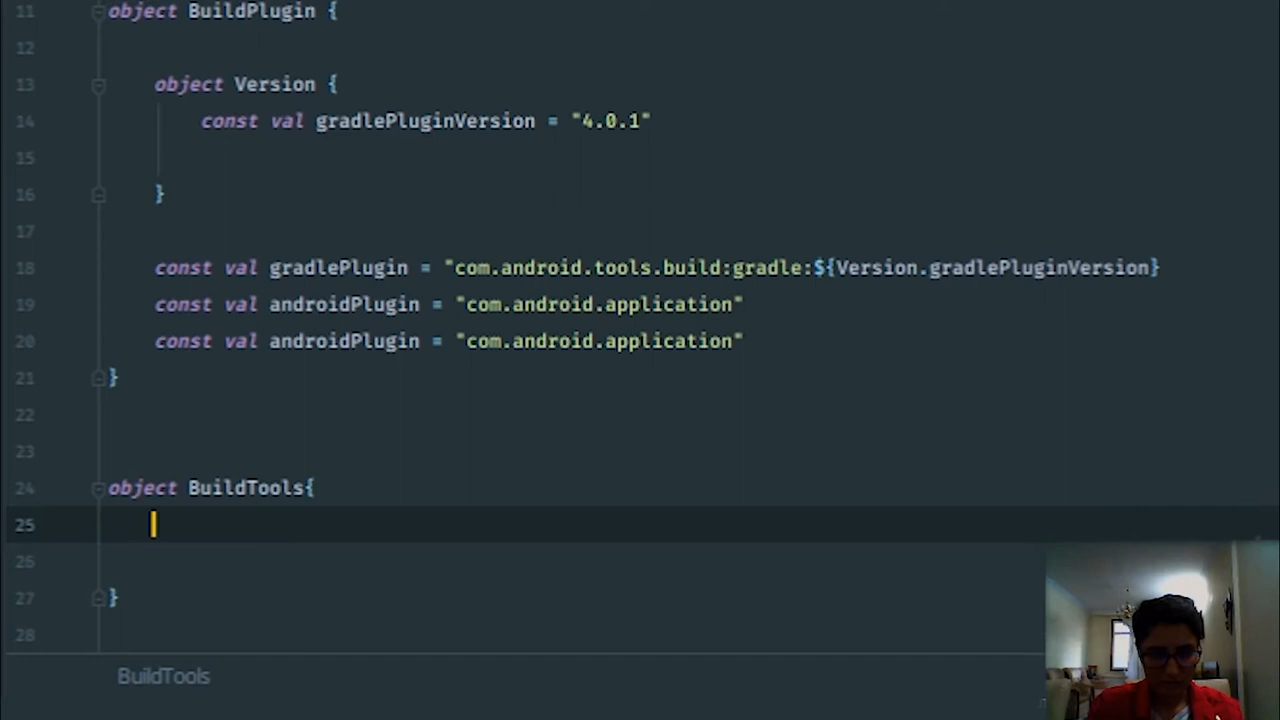 11 object BuildPlugin {
12
13 object Version {
14 const val gradlePluginVersion = "4.0.1"
15
16 }
17
18 const val gradlePlugin = "com.android.tools.build:gradle:${Version.gradlePluginVersion}
19 const val androidPlugin = "com.android.application"
20 const val androidPlugin = "com.android.application"
21 }
22
23
24 object BuildTools{
25
26
27 }
28
BuildTools